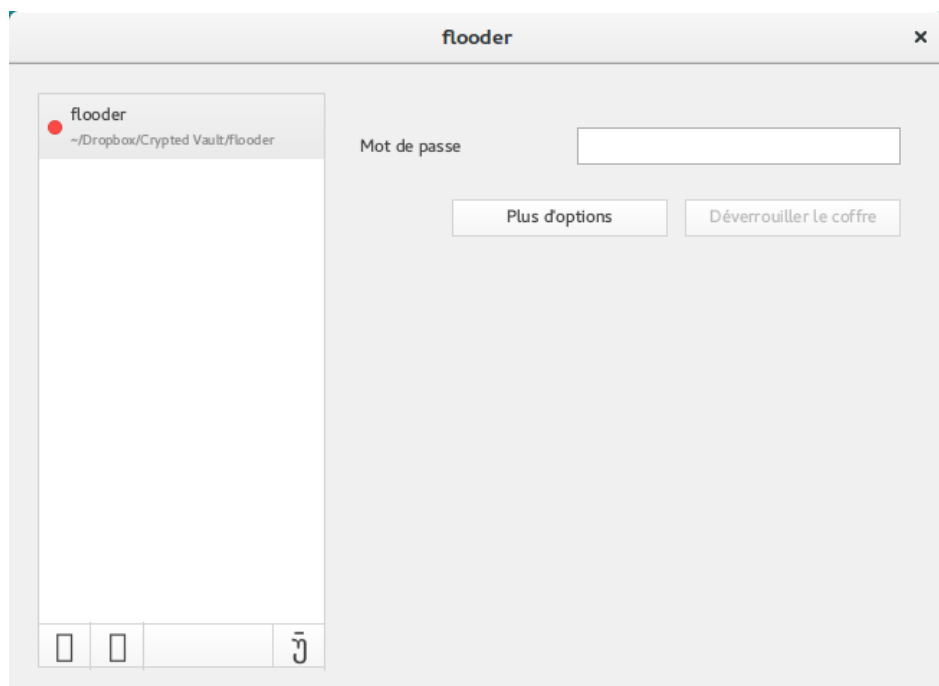 flooder
flooder
~/Dropbox/Crypted Vault/flooder
Mot de passe
Plus d'options
Déverrouiller le coffre